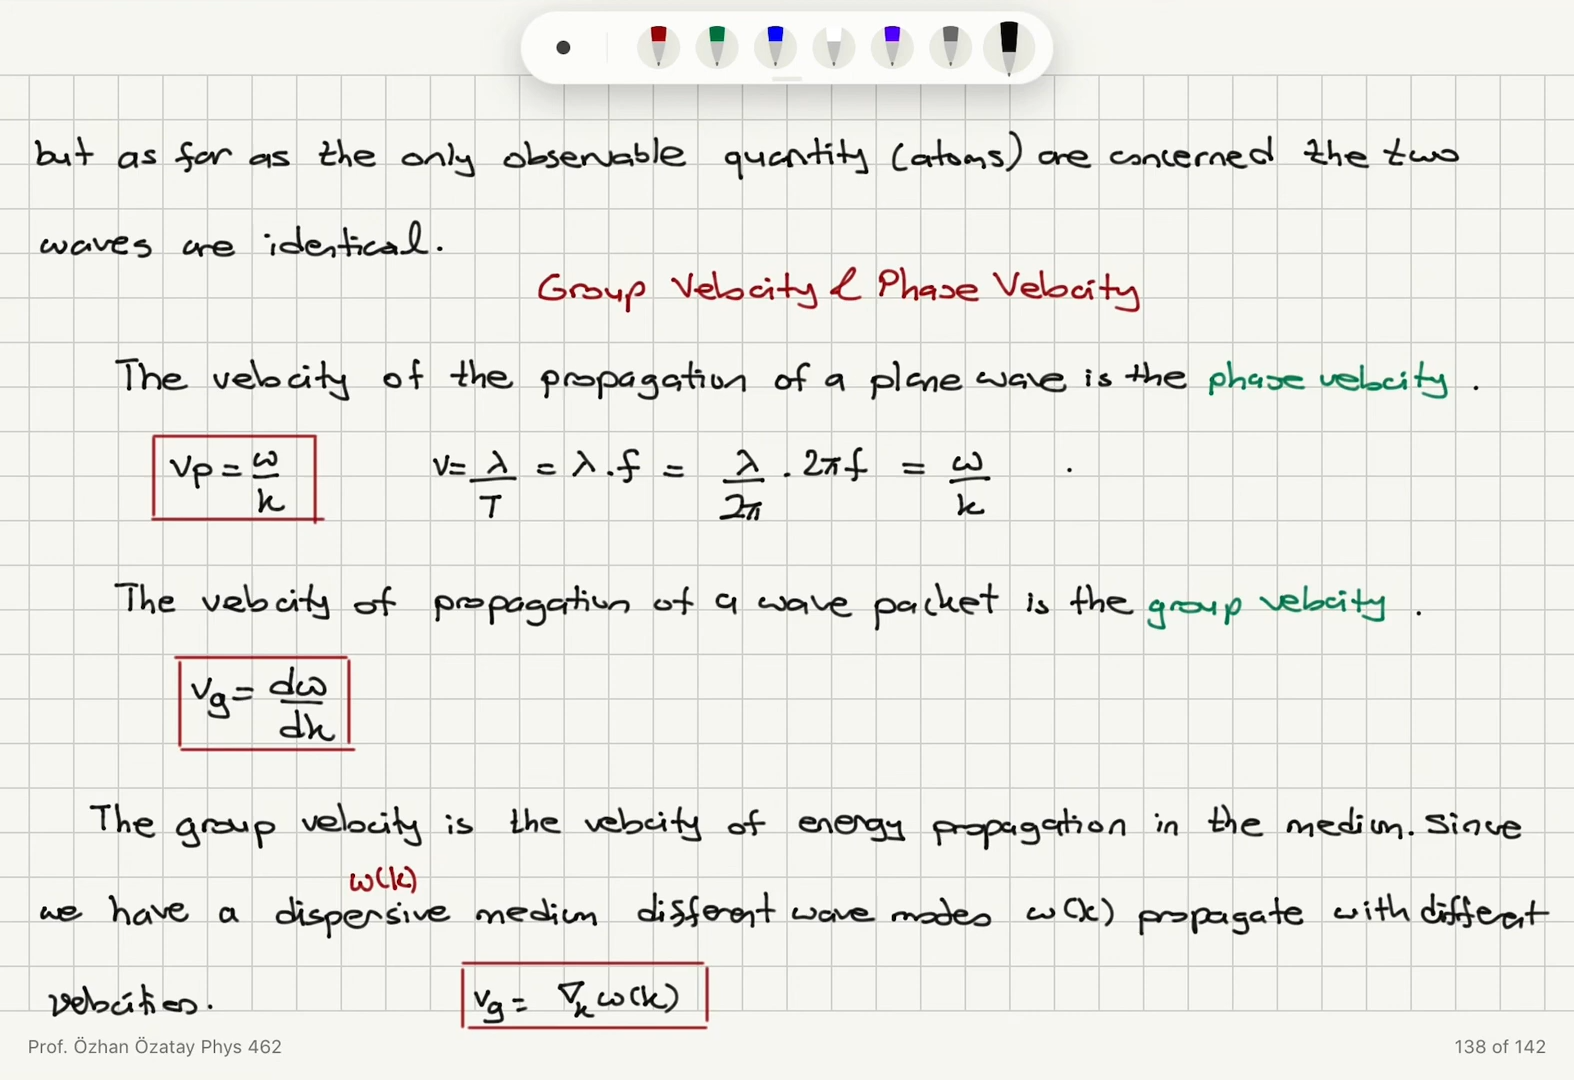 but as far as the only observable quantity (atoms) are concerned the two
waves are identical.
Group Velocity & Phase Velocity
The velocity of the propagation of a plane wave is the phase velocity .
vp = ω/k   v = λ/T = λ.f = λ/2π . 2πf = ω/k .
The velocity of propagation of a wave packet is the group velocity .
vg = dω/dk
The group velocity is the velocity of energy propagation in the medium. Since
ω(k)
we have a dispersive medium different wave modes ω(k) propagate with different
velocities.   vg = ∇k ω(k)
Prof. Özhan Özatay Phys 462   138 of 142